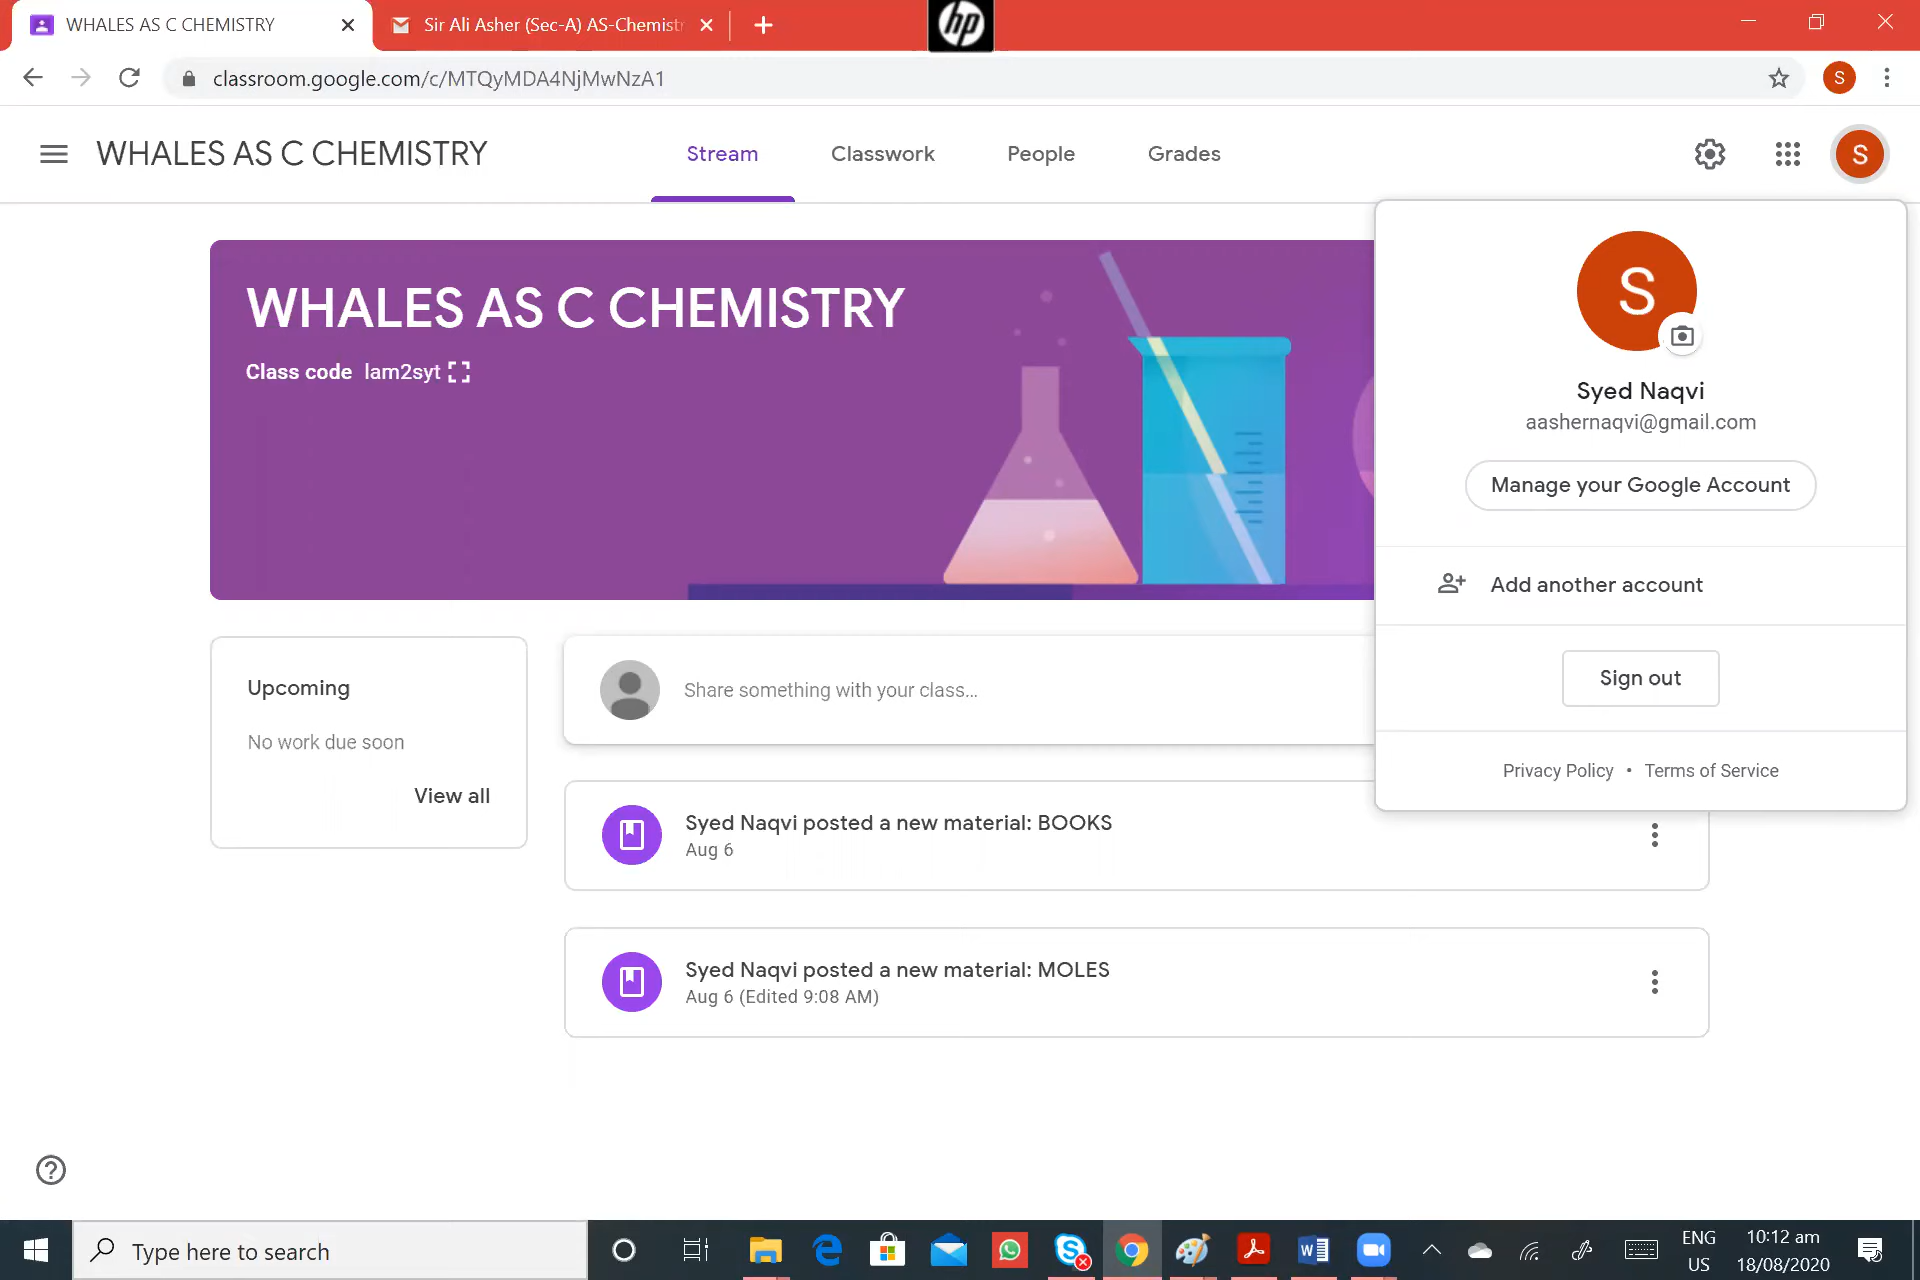 WHALES AS C CHEMISTRY
Sir Ali Asher (Sec-A) AS-Chemist
hp
classroom.google.com/c/MTQyMDA4NjMwNzA1
S
WHALES AS C CHEMISTRY
Stream
Classwork
People
Grades
S
WHALES AS C CHEMISTRY
Class code lam2syt
S
Syed Naqvi
aashernaqvi@gmail.com
Manage your Google Account
Add another account
Sign out
Privacy Policy • Terms of Service
Upcoming
No work due soon
View all
Share something with your class...
Syed Naqvi posted a new material: BOOKS
Aug 6
Syed Naqvi posted a new material: MOLES
Aug 6 (Edited 9:08 AM)
Type here to search
ENG
US
10:12 am
18/08/2020